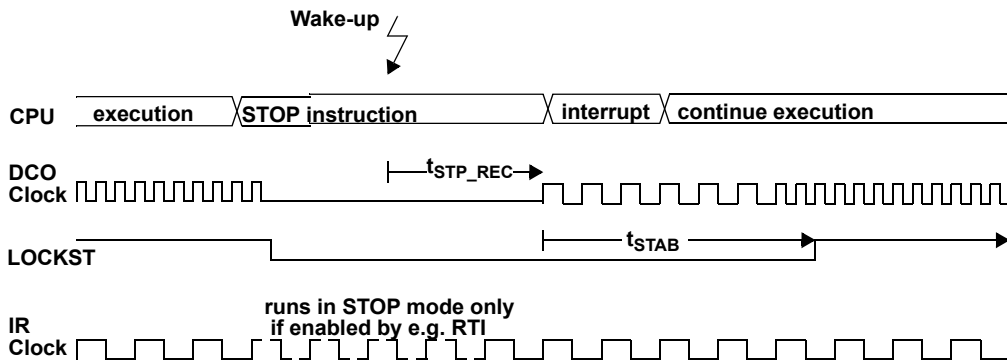 Wake-up
CPU
execution
STOP instruction
interrupt
continue execution
DCO
Clock
tSTP_REC
LOCKST
tSTAB
runs in STOP mode only
if enabled by e.g. RTI
IR
Clock